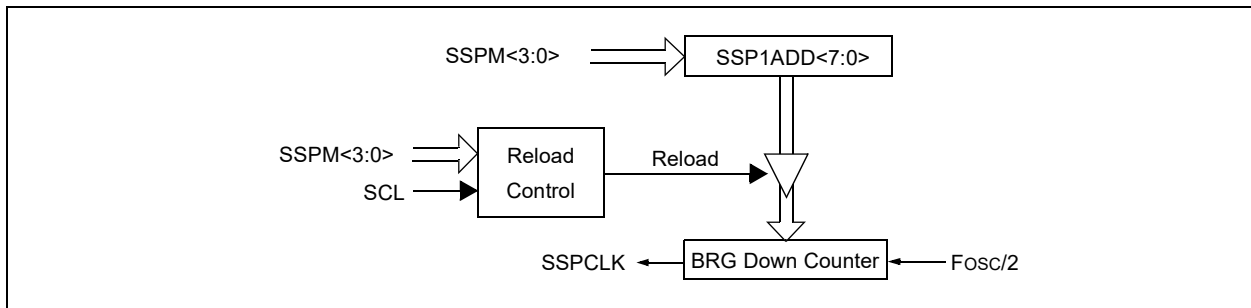 SSPM<3:0>
SSP1ADD<7:0>
SSPM<3:0>
Reload
Control
Reload
SCL
SSPCLK
BRG Down Counter
FOSC/2